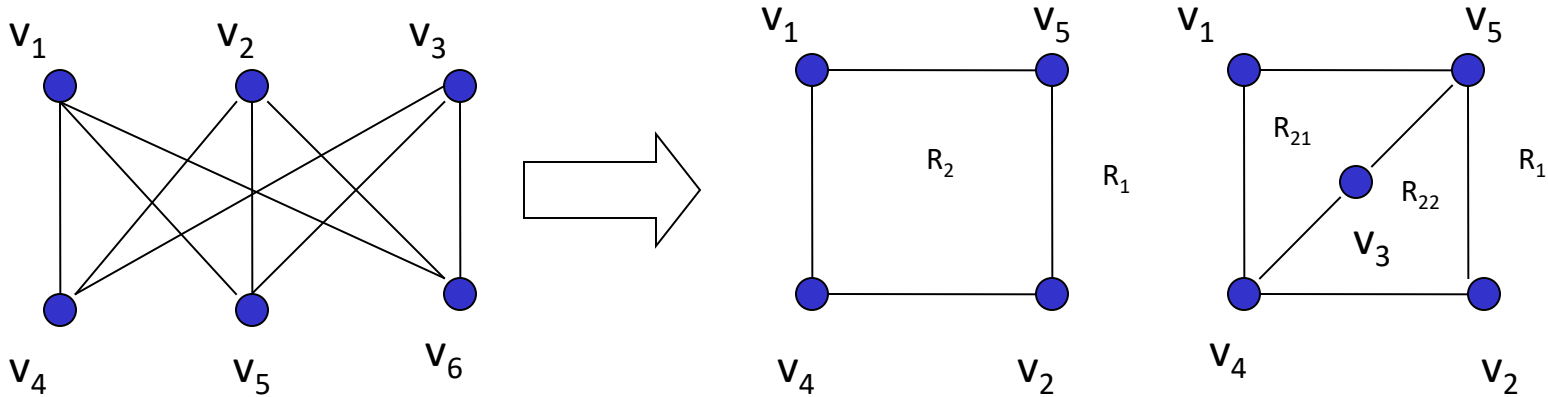 v₁ v₂ v₃
v₄ v₅ v₆
v₁ v₅
R₂ R₁
v₄ v₂
v₁ v₅
R₂₁ R₁
R₂₂
v₃
v₄ v₂